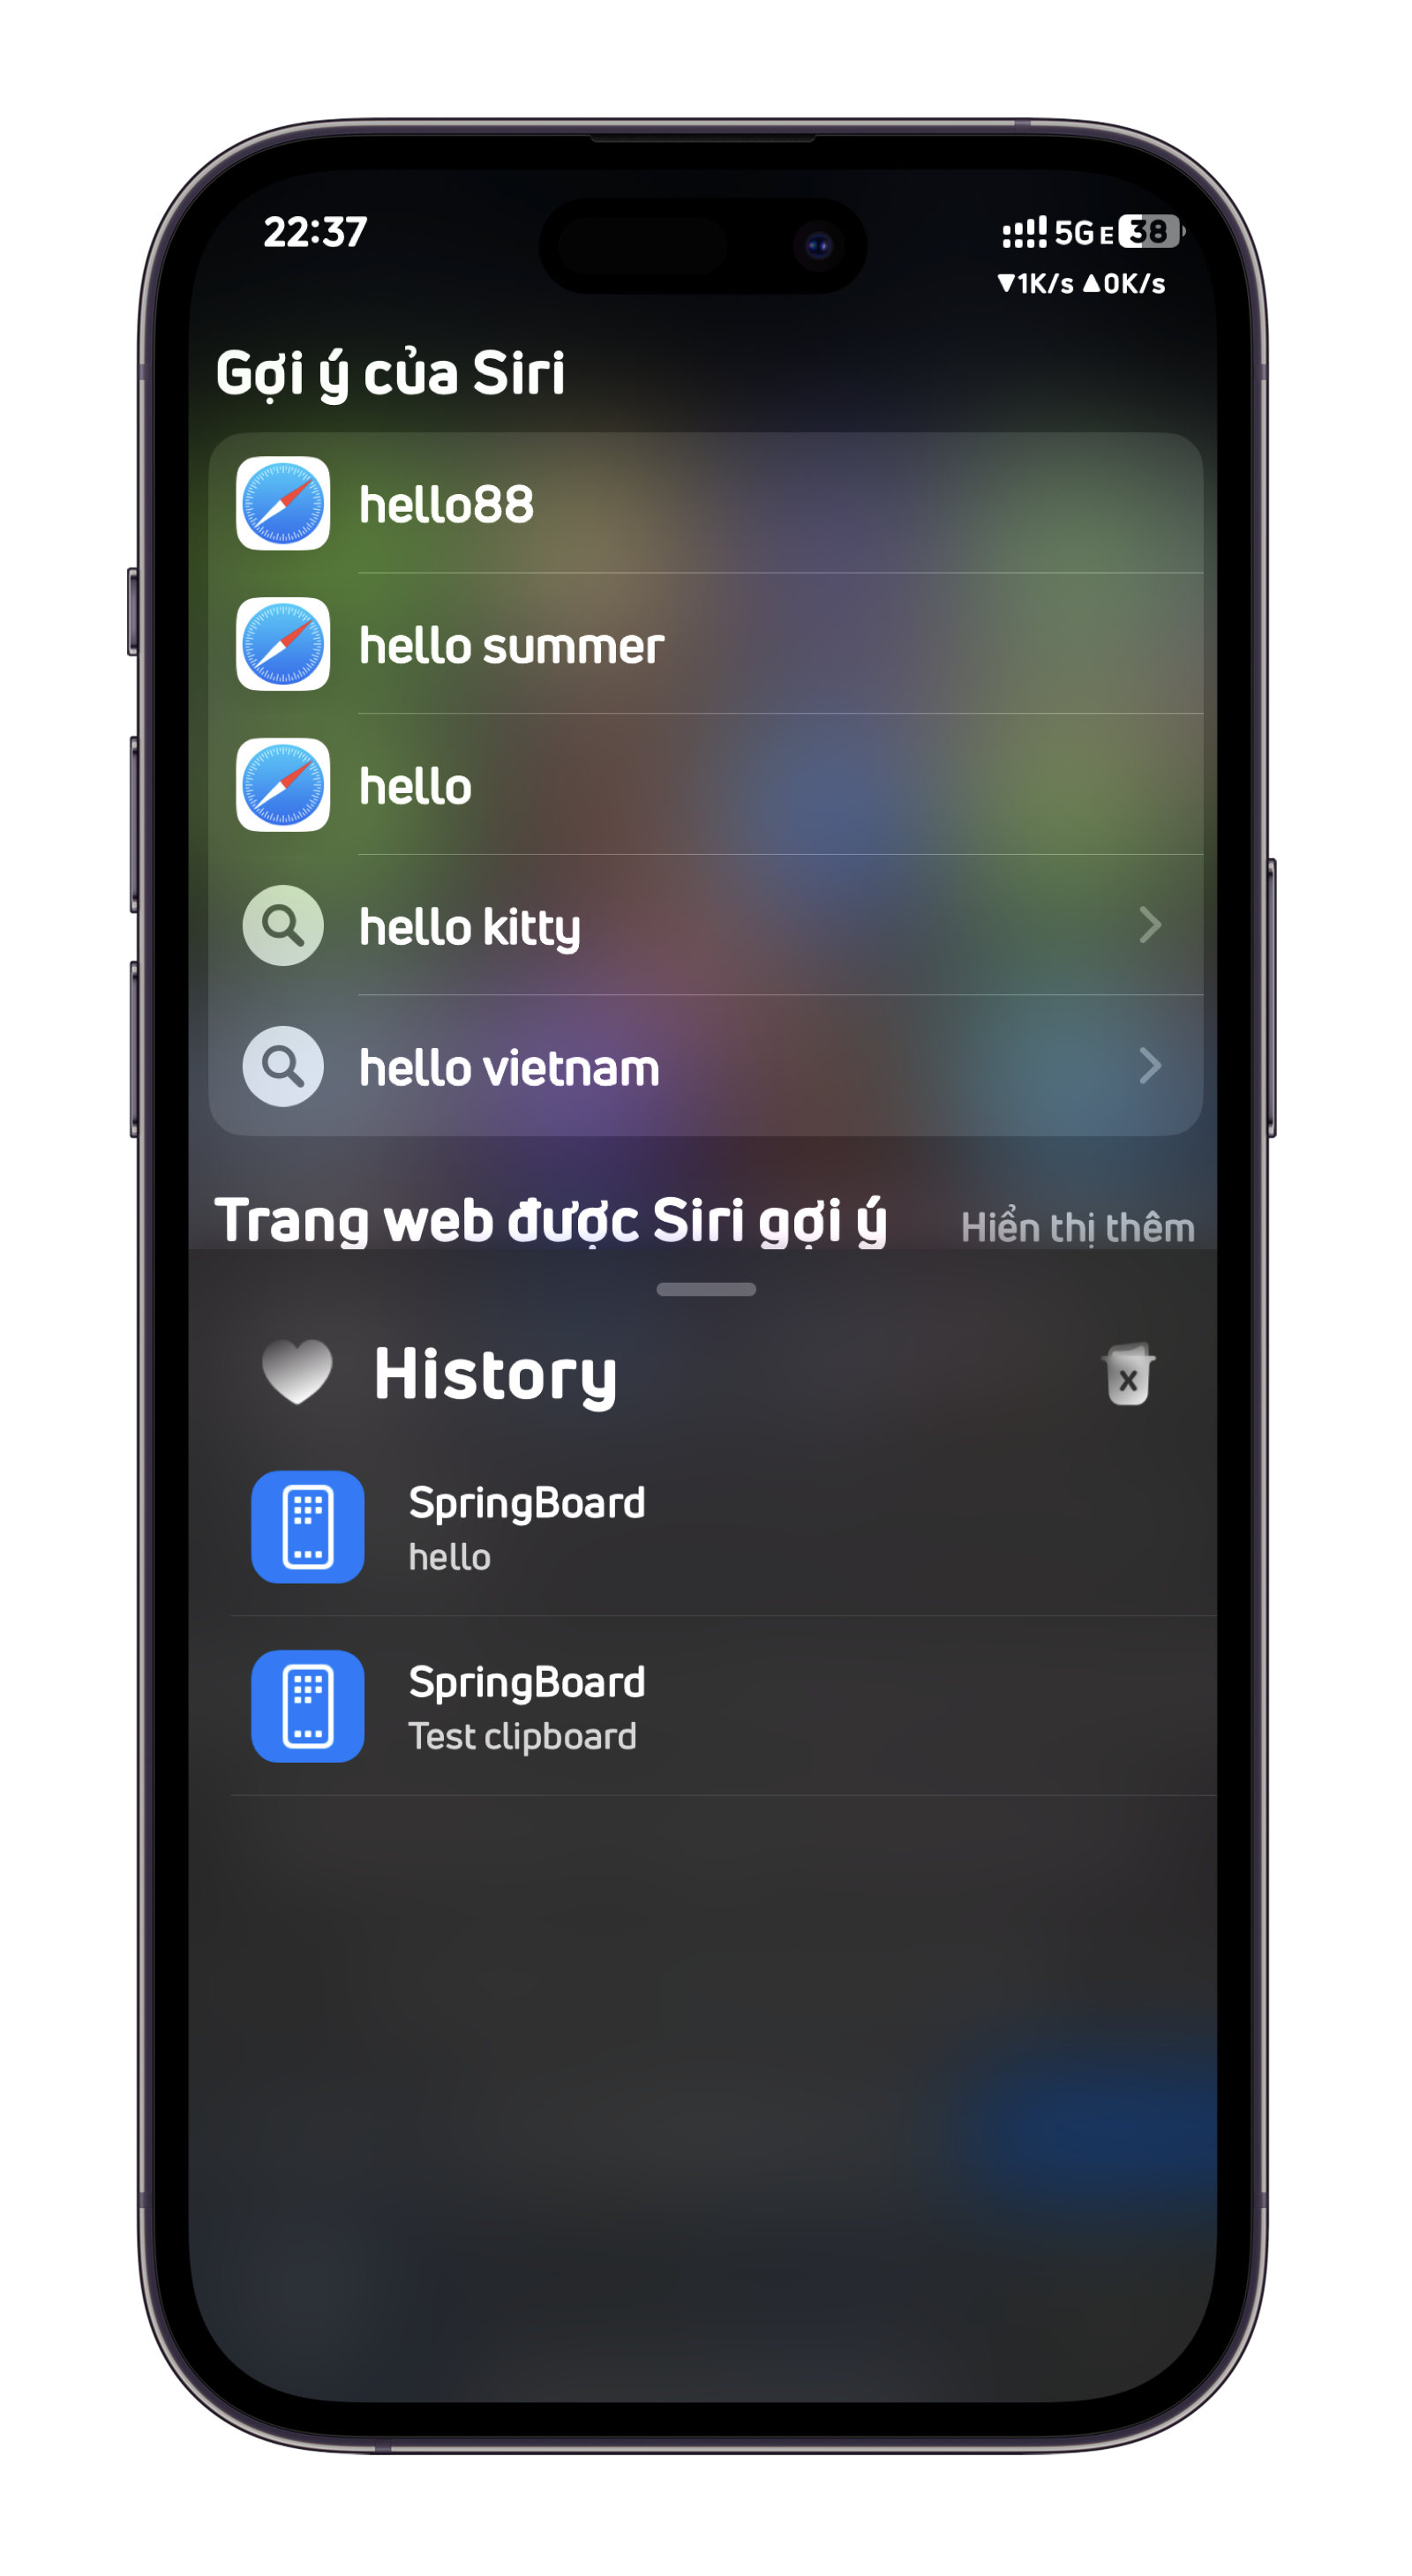 22:37
5G E 38
▼1K/s ▲0K/s
Gợi ý của Siri
hello88
hello summer
hello
hello kitty
hello vietnam
Trang web được Siri gợi ý
Hiển thị thêm
History
x
SpringBoard
hello
SpringBoard
Test clipboard